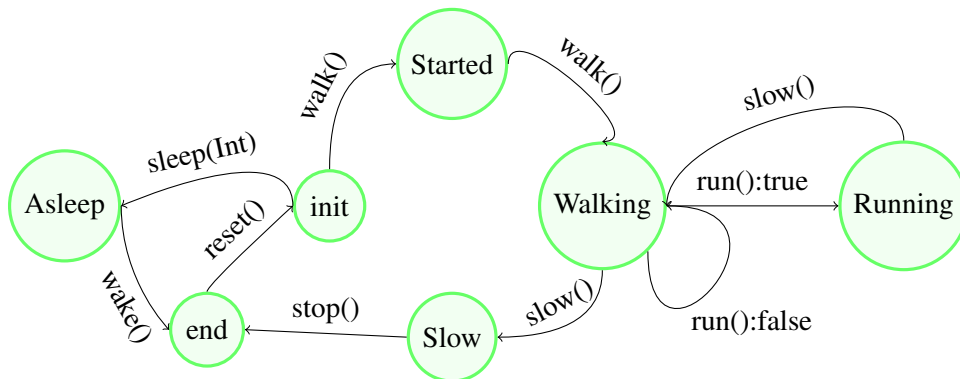 Started
walk()
walk()
slow()
sleep(Int)
run():true
Asleep
init
Walking
Running
reset()
wake()
slow()
stop()
end
Slow
run():false